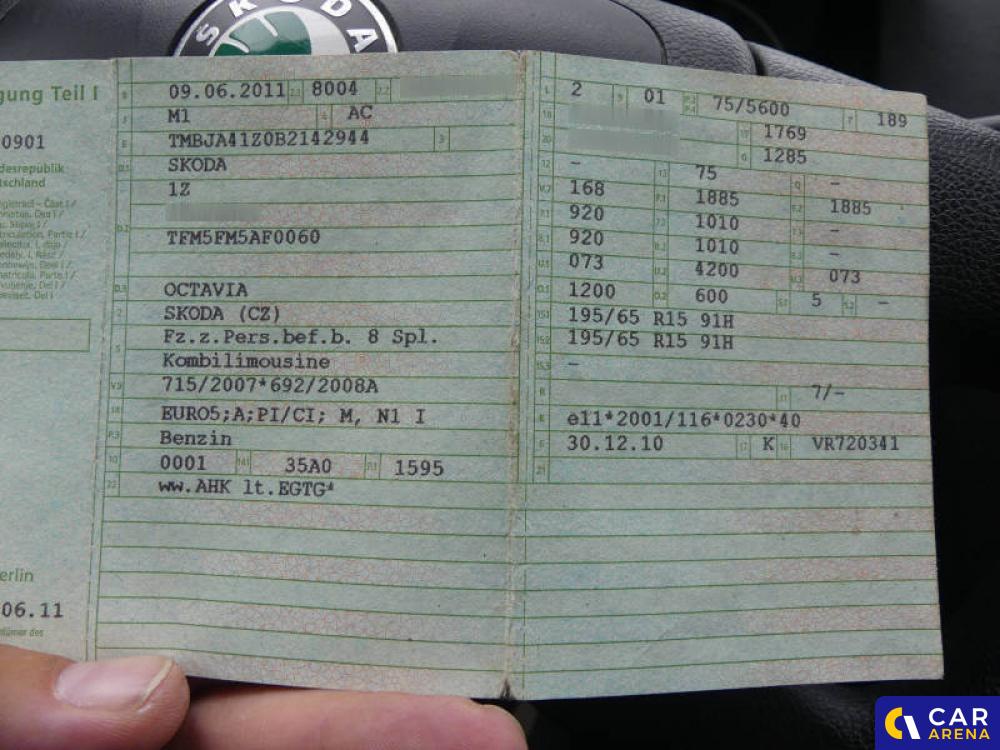 SKODA
gung Teil I
0901
desrepublik
tschland
erlin
06.11
09.06.2011 8004
M1 AC
TMBJA41Z0B2142944
SKODA
1Z
TFM5FM5AF0060
OCTAVIA
SKODA (CZ)
Fz.z.Pers.bef.b. 8 Spl.
Kombilimousine
715/2007*692/2008A
EURO5;A;PI/CI; M, N1 I
Benzin
0001 35A0 1595
ww.AHK lt.EGTG*
2 01 75/5600 189
1769
1285
- 75 -
168 1885 1885
920 1010 -
920 1010 -
073 4200 073
1200 600 5 -
195/65 R15 91H
195/65 R15 91H
-
7/-
e11*2001/116*0230*40
30.12.10 K VR720341
CAR
ARENA